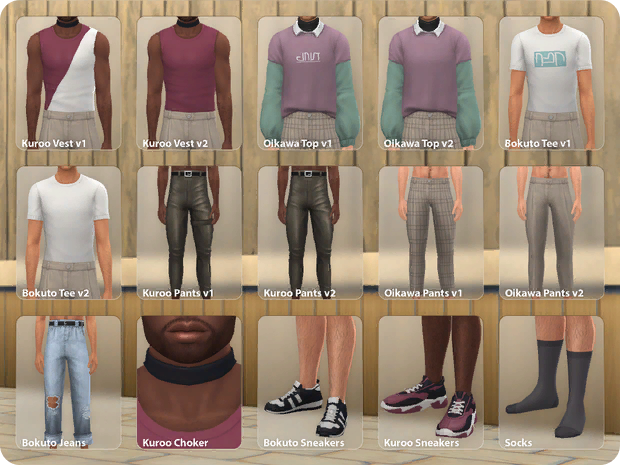 Kuroo Vest v1
Kuroo Vest v2
Oikawa Top v1
Oikawa Top v2
Bokuto Tee v1
Bokuto Tee v2
Kuroo Pants v1
Kuroo Pants v2
Oikawa Pants v1
Oikawa Pants v2
Bokuto Jeans
Kuroo Choker
Bokuto Sneakers
Kuroo Sneakers
Socks